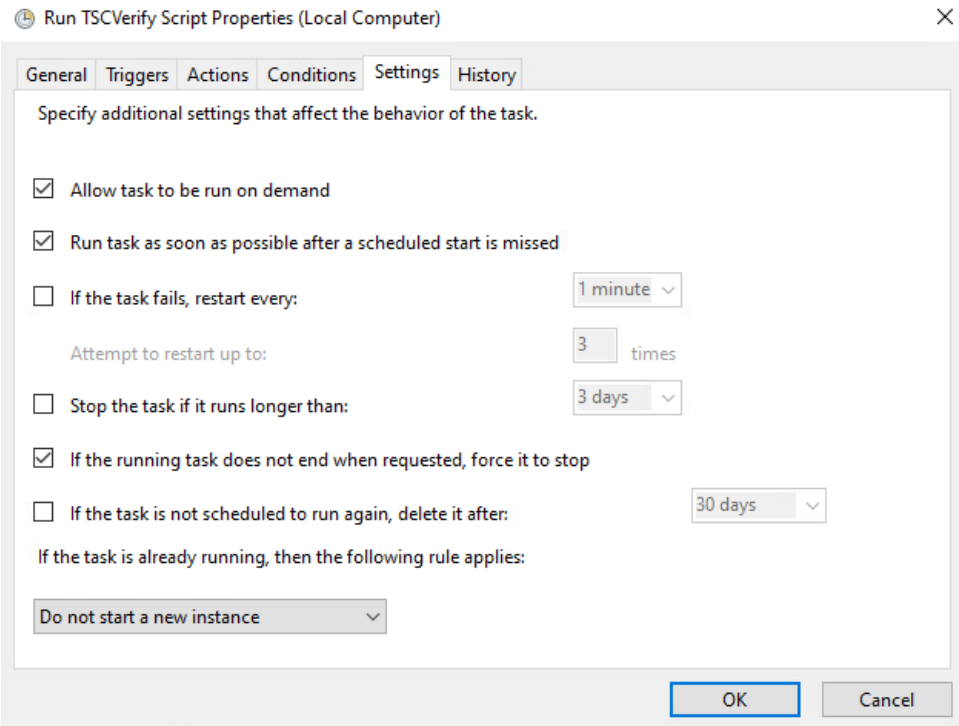 Run TSCVerify Script Properties (Local Computer)
General Triggers Actions Conditions Settings History
Specify additional settings that affect the behavior of the task.
Allow task to be run on demand
Run task as soon as possible after a scheduled start is missed
If the task fails, restart every: 1 minute
Attempt to restart up to: 3 times
Stop the task if it runs longer than: 3 days
If the running task does not end when requested, force it to stop
If the task is not scheduled to run again, delete it after: 30 days
If the task is already running, then the following rule applies:
Do not start a new instance
OK Cancel